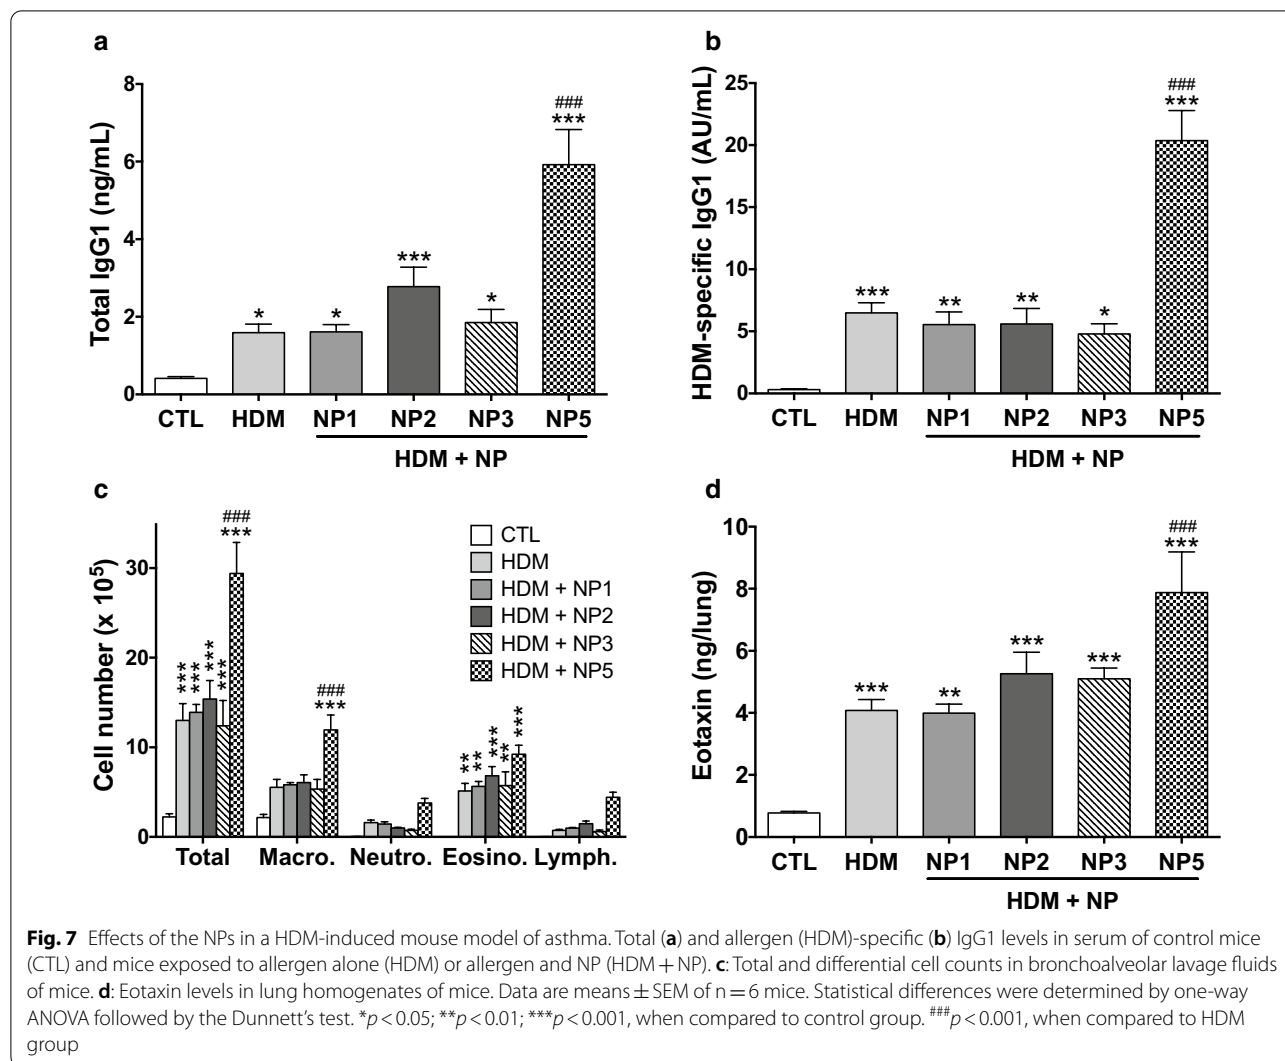 a
Total IgG1 (ng/mL)
8
6
4
2
0
*
*
***
*
###
***
CTL HDM NP1 NP2 NP3 NP5
HDM + NP
b
HDM-specific IgG1 (AU/mL)
25
20
15
10
5
0
***
**
**
*
###
***
CTL HDM NP1 NP2 NP3 NP5
HDM + NP
c
Cell number (x 10⁵)
30
20
10
0
***
***
***
***
###
***
###
***
**
**
***
**
***
Total Macro. Neutro. Eosino. Lymph.
CTL
HDM
HDM + NP1
HDM + NP2
HDM + NP3
HDM + NP5
d
Eotaxin (ng/lung)
10
8
6
4
2
0
***
**
***
***
###
***
CTL HDM NP1 NP2 NP3 NP5
HDM + NP
Fig. 7 Effects of the NPs in a HDM-induced mouse model of asthma. Total (a) and allergen (HDM)-specific (b) IgG1 levels in serum of control mice
(CTL) and mice exposed to allergen alone (HDM) or allergen and NP (HDM + NP). c: Total and differential cell counts in bronchoalveolar lavage fluids
of mice. d: Eotaxin levels in lung homogenates of mice. Data are means ± SEM of n = 6 mice. Statistical differences were determined by one-way
ANOVA followed by the Dunnett's test. *p < 0.05; **p < 0.01; ***p < 0.001, when compared to control group. ###p < 0.001, when compared to HDM
group